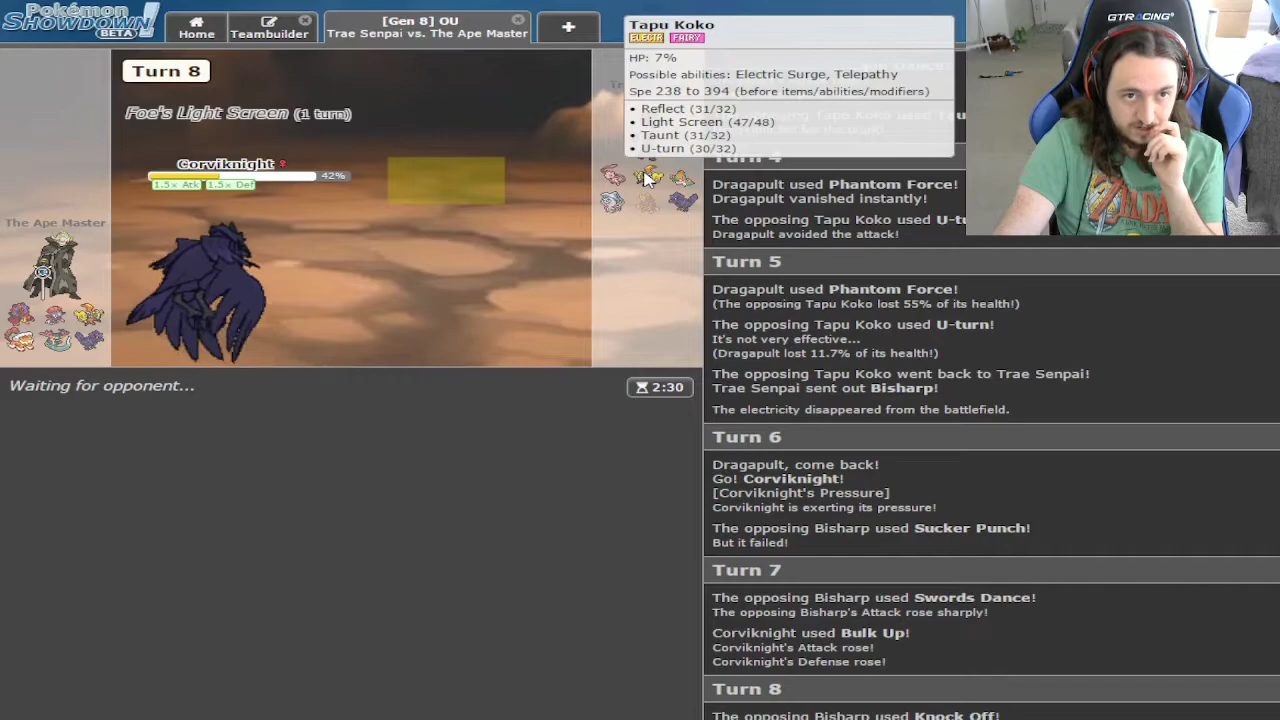 Pokémon
SHOWDOWN!
BETA
Home
Teambuilder
[Gen 8] OU
Trae Senpai vs. The Ape Master
Tapu Koko
ELECTR FAIRY
HP: 7%
Possible abilities: Electric Surge, Telepathy
Spe 238 to 394 (before items/abilities/modifiers)
• Reflect (31/32)
• Light Screen (47/48)
• Taunt (31/32)
• U-turn (30/32)
GTRACING
Turn 8
Foe's Light Screen (1 turn)
Corviknight ♀
42%
1.5× Atk 1.5× Def
The Ape Master
Waiting for opponent...
2:30
Turn 4
Dragapult used Phantom Force!
Dragapult vanished instantly!
The opposing Tapu Koko used U-tu
Dragapult avoided the attack!
Turn 5
Dragapult used Phantom Force!
(The opposing Tapu Koko lost 55% of its health!)
The opposing Tapu Koko used U-turn!
It's not very effective...
(Dragapult lost 11.7% of its health!)
The opposing Tapu Koko went back to Trae Senpai!
Trae Senpai sent out Bisharp!
The electricity disappeared from the battlefield.
Turn 6
Dragapult, come back!
Go! Corviknight!
[Corviknight's Pressure]
Corviknight is exerting its pressure!
The opposing Bisharp used Sucker Punch!
But it failed!
Turn 7
The opposing Bisharp used Swords Dance!
The opposing Bisharp's Attack rose sharply!
Corviknight used Bulk Up!
Corviknight's Attack rose!
Corviknight's Defense rose!
Turn 8
The opposing Bisharp used Knock Off!